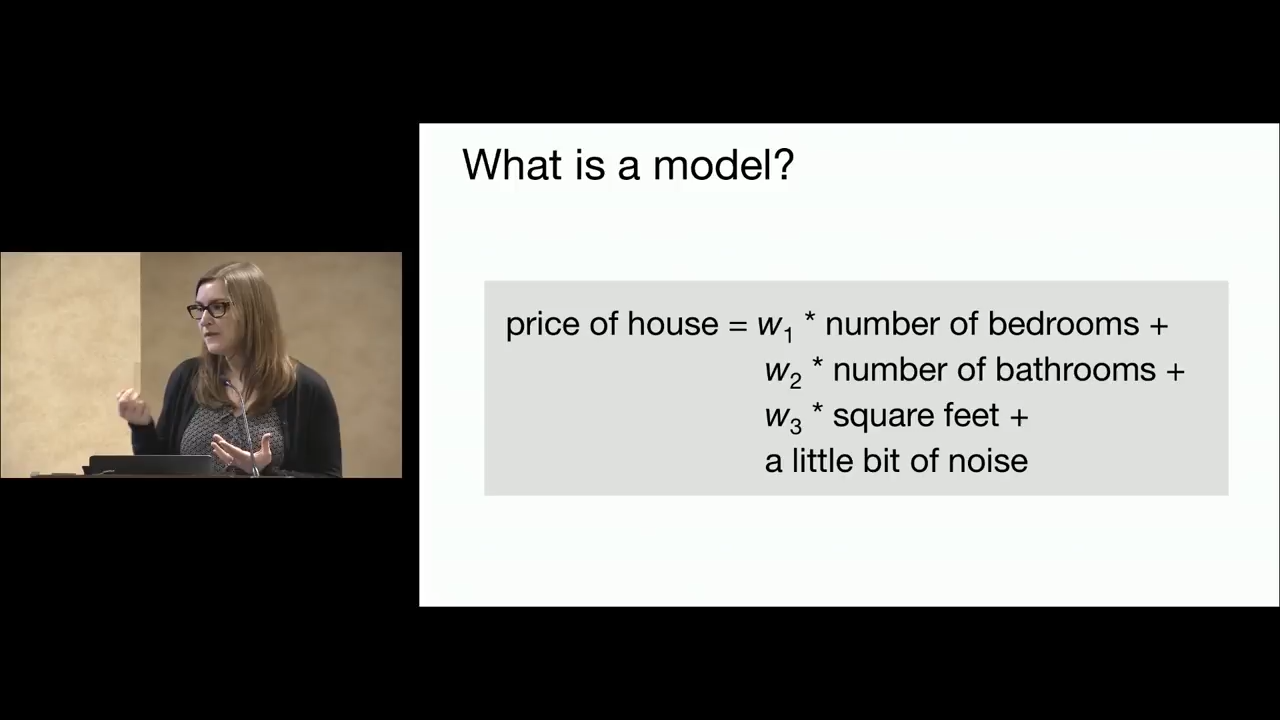 What is a model?
price of house = w₁ * number of bedrooms +
w₂ * number of bathrooms +
w₃ * square feet +
a little bit of noise